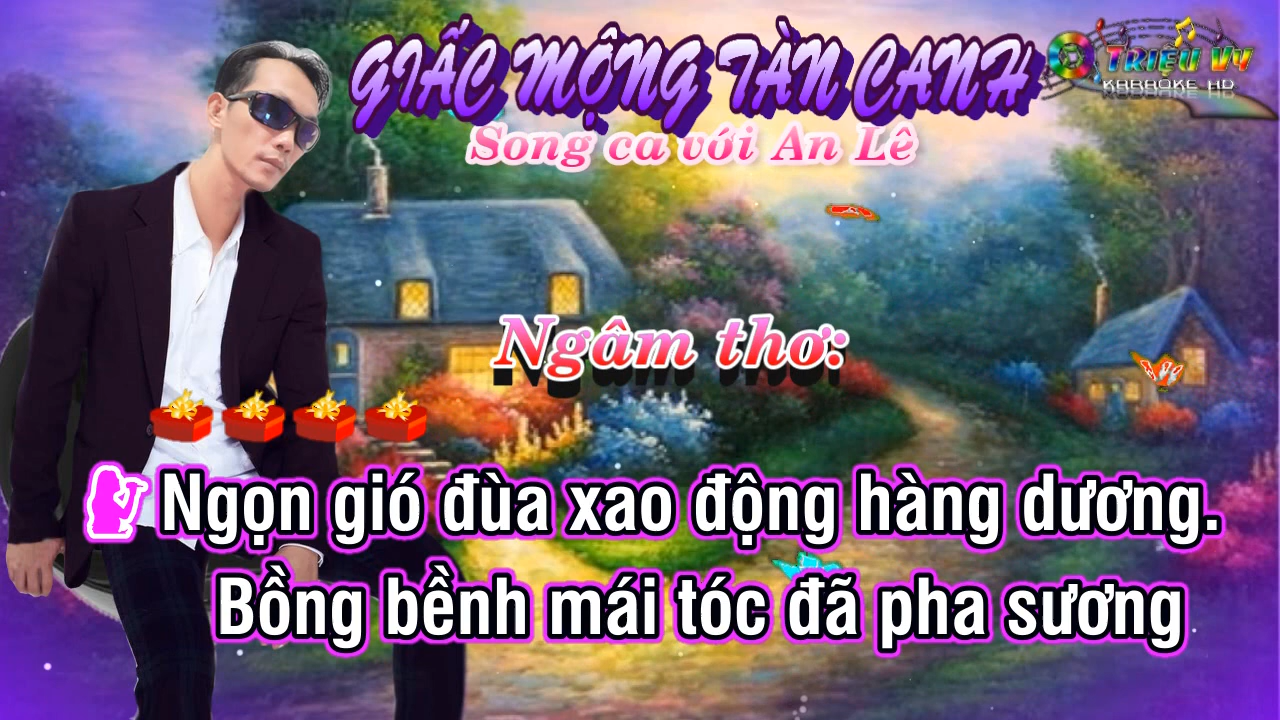 GIẤC MỘNG TÀN CANH
TRIỆU VY
KARAOKE HD
Song ca với An Lê
Ngâm thơ:
Ngọn gió đùa xao động hàng dương.
Bồng bềnh mái tóc đã pha sương